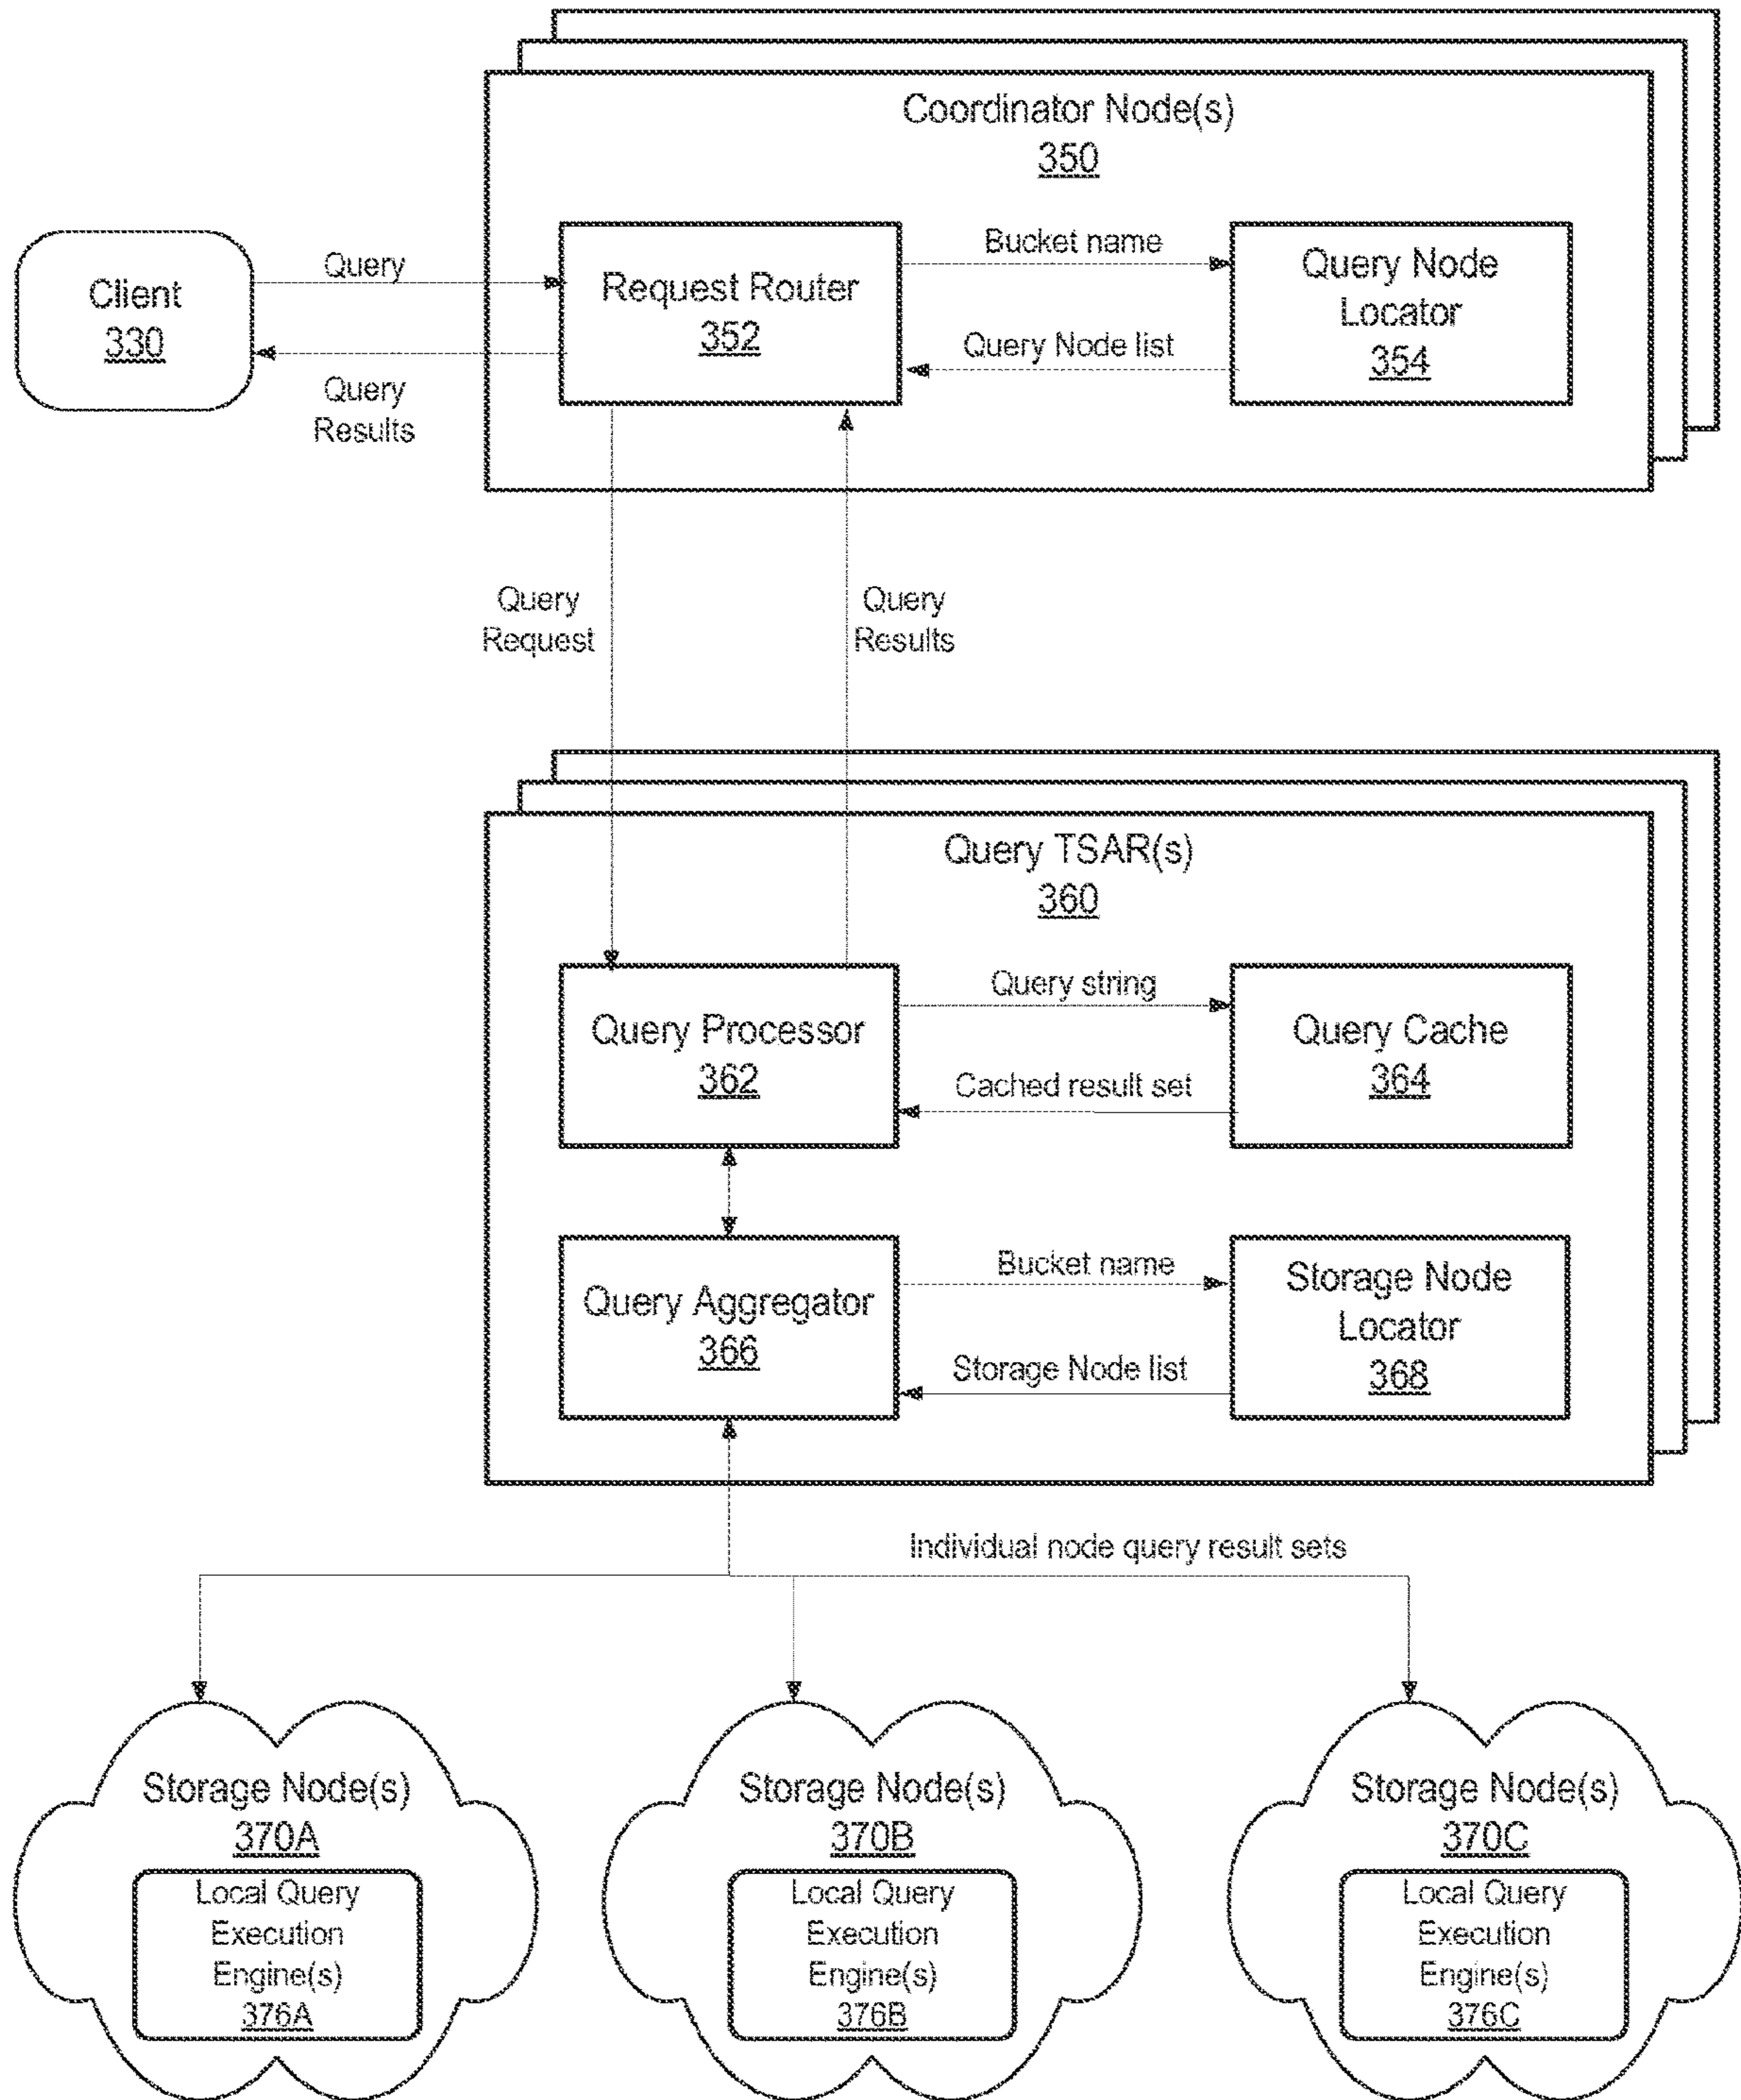 Coordinator Node(s)
350
Client
330
Query
Query
Results
Request Router
352
Bucket name
Query Node list
Query Node
Locator
354
Query
Request
Query
Results
Query TSAR(s)
360
Query Processor
362
Query string
Cached result set
Query Cache
364
Query Aggregator
366
Bucket name
Storage Node list
Storage Node
Locator
368
Individual node query result sets
Storage Node(s)
370A
Local Query
Execution
Engine(s)
376A
Storage Node(s)
370B
Local Query
Execution
Engine(s)
376B
Storage Node(s)
370C
Local Query
Execution
Engine(s)
376C